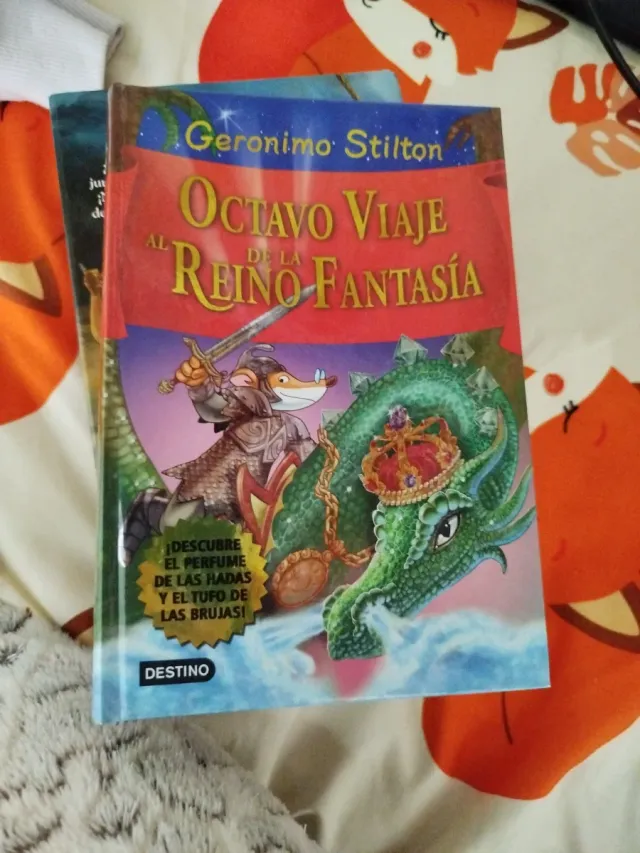 Geronimo Stilton
OCTAVO VIAJE
AL REINO DE LA FANTASÍA
¡DESCUBRE
EL PERFUME
DE LAS HADAS
Y EL TUFO DE
LAS BRUJAS!
DESTINO